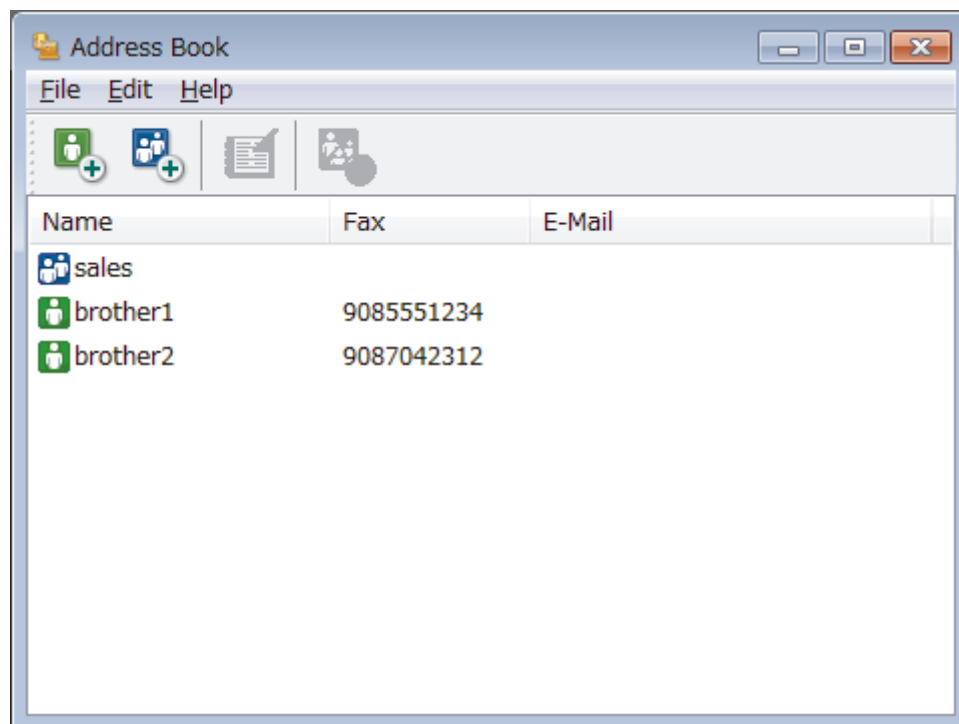 Address Book
File Edit Help
Name Fax E-Mail
sales
brother1 9085551234
brother2 9087042312